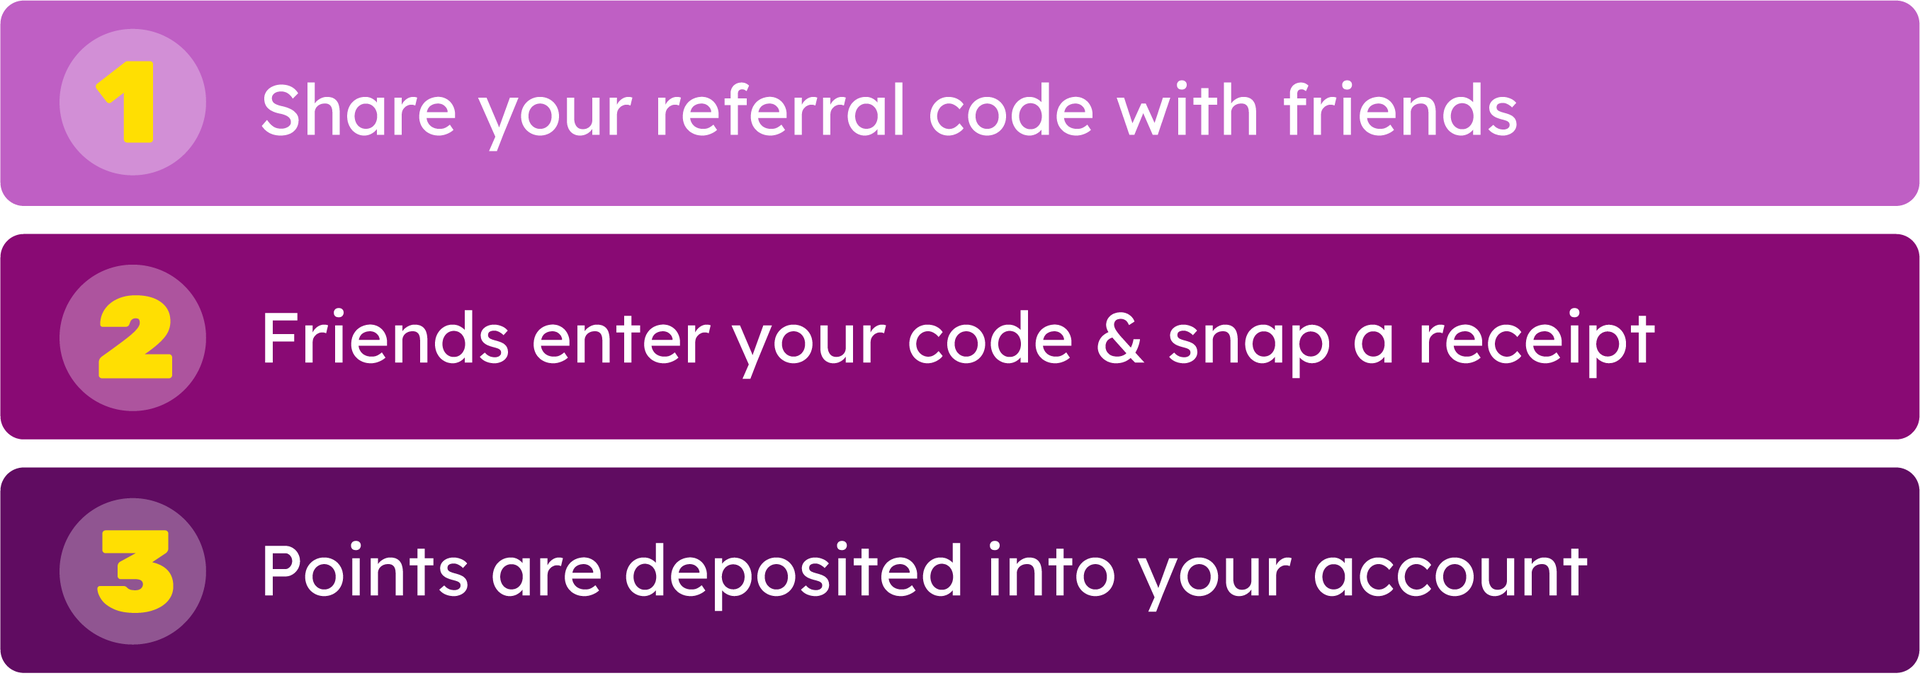 1 Share your referral code with friends
2 Friends enter your code & snap a receipt
3 Points are deposited into your account